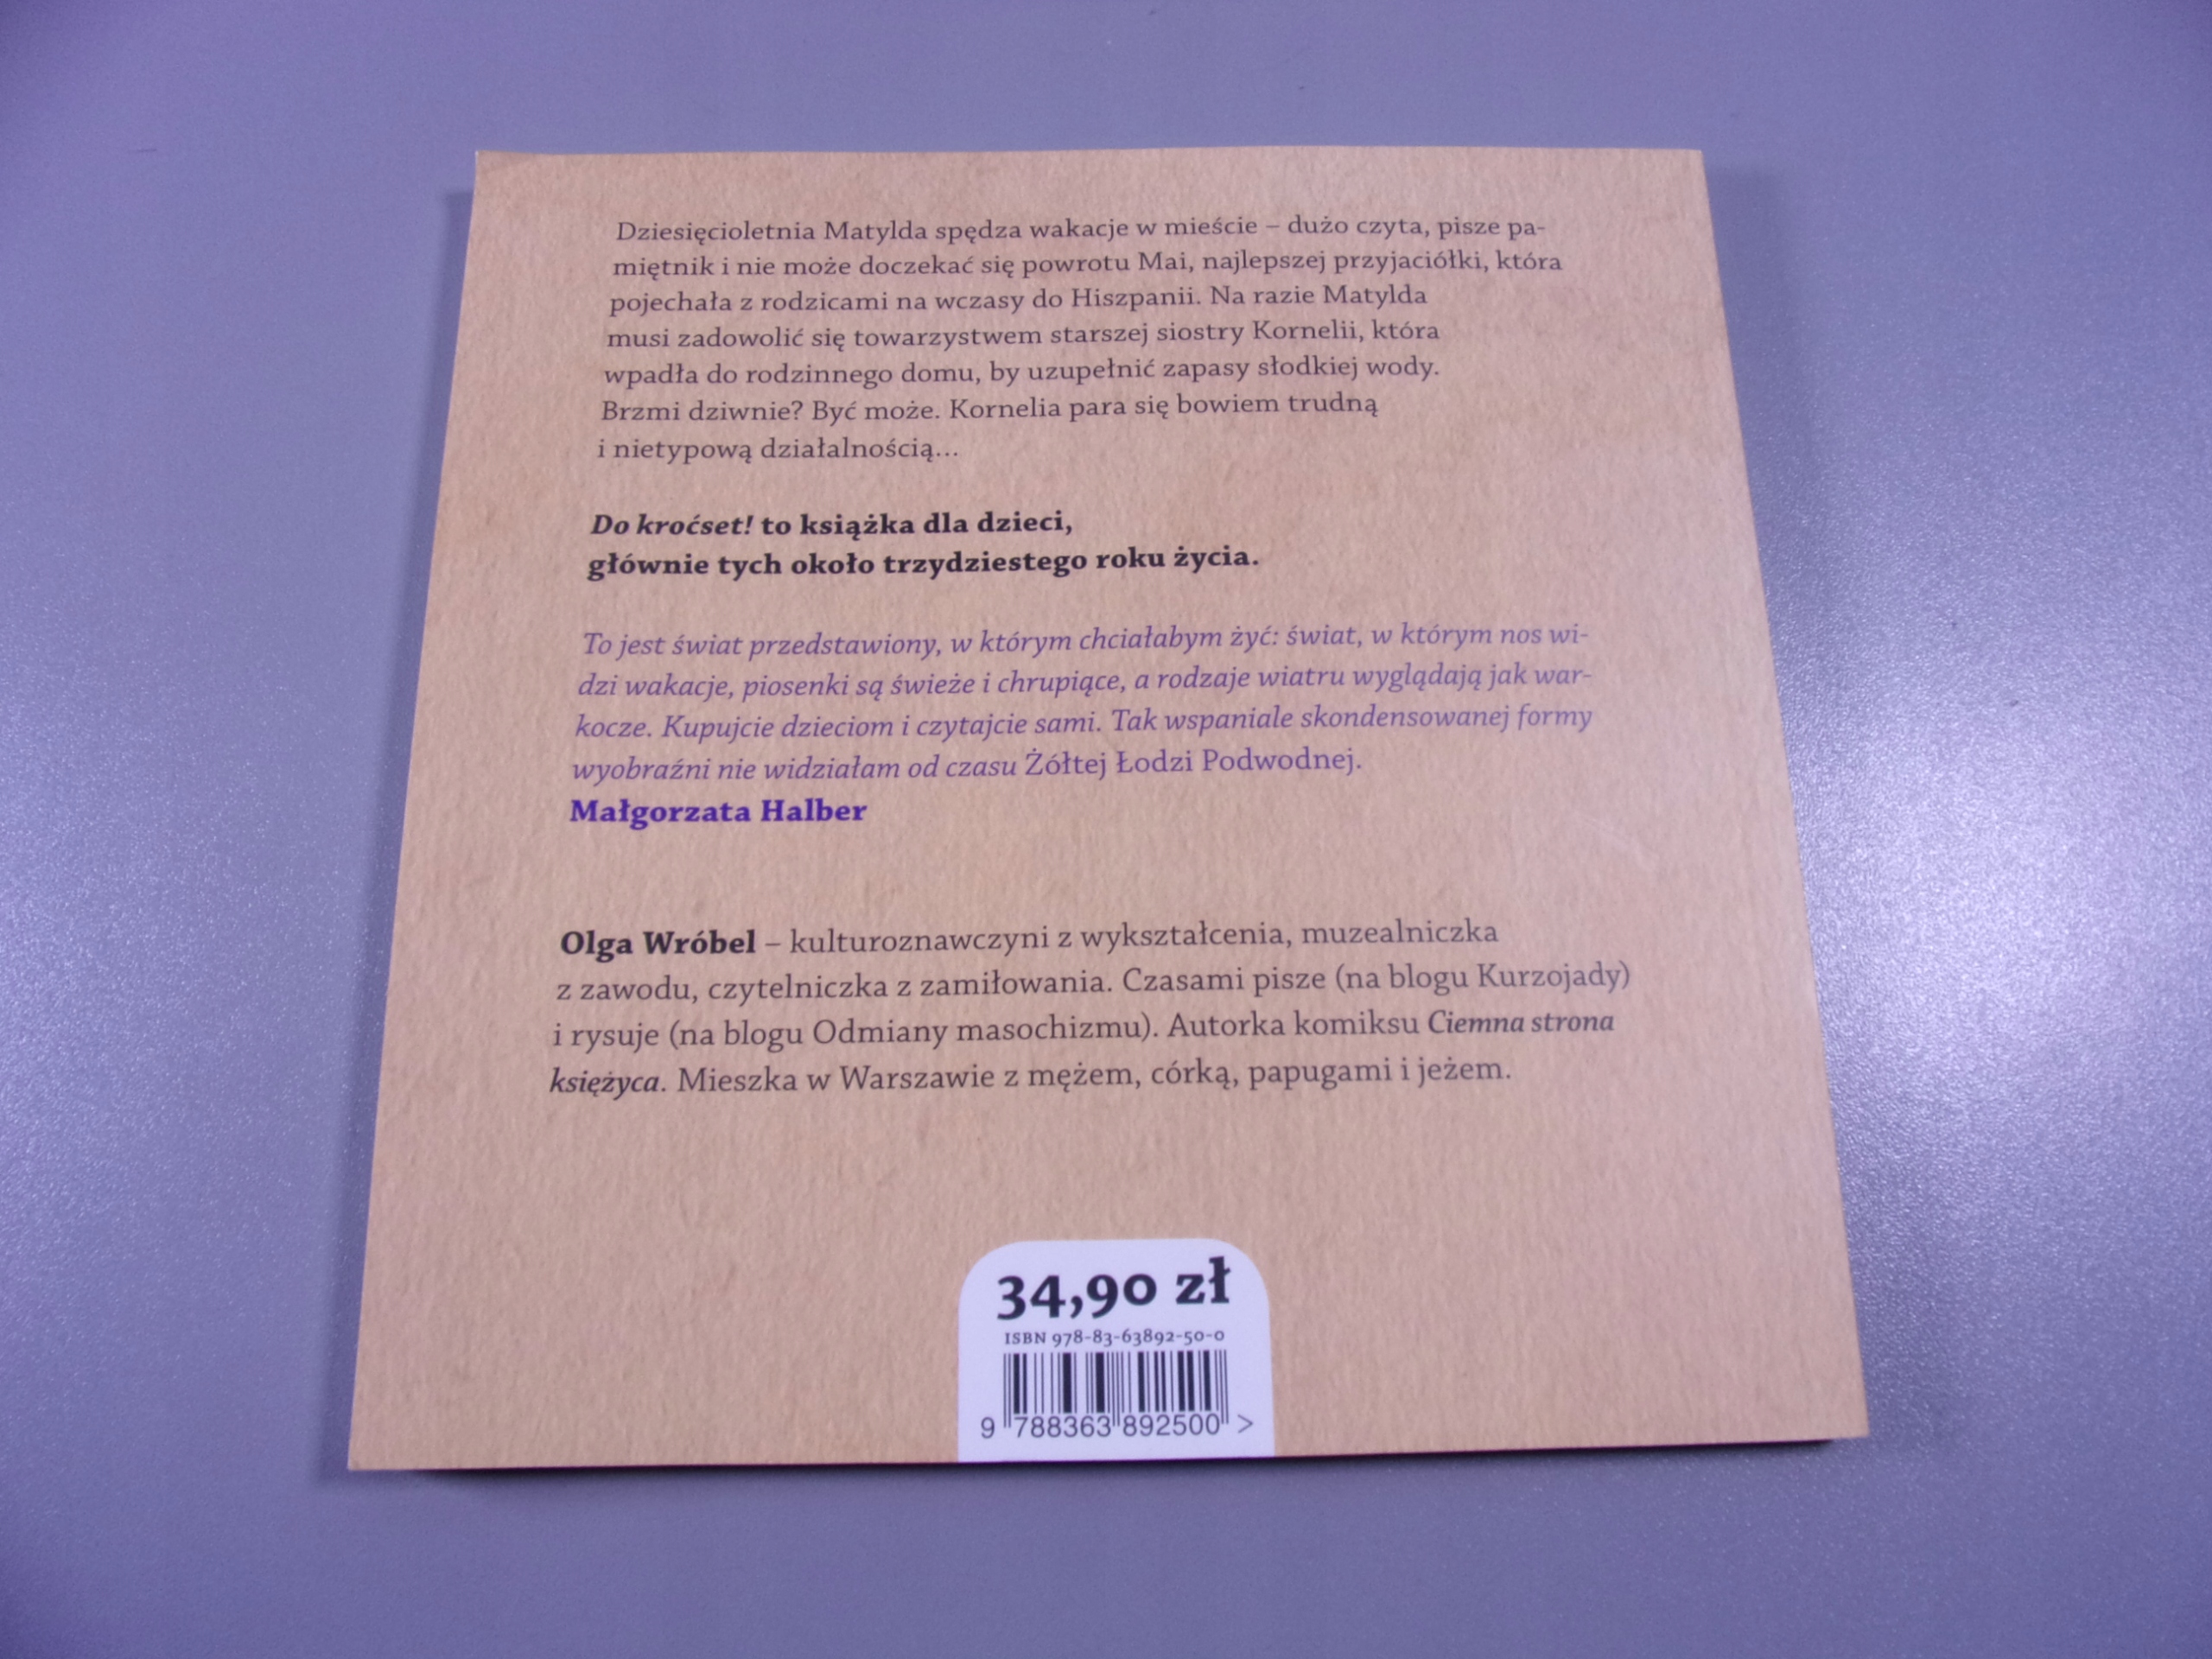 Dziesięcioletnia Matylda spędza wakacje w mieście – dużo czyta, pisze pa-
miętnik i nie może doczekać się powrotu Mai, najlepszej przyjaciółki, która
pojechała z rodzicami na wczasy do Hiszpanii. Na razie Matylda
musi zadowolić się towarzystwem starszej siostry Kornelii, która
wpadła do rodzinnego domu, by uzupełnić zapasy słodkiej wody.
Brzmi dziwnie? Być może. Kornelia para się bowiem trudną
i nietypową działalnością...
Do kroćset! to książka dla dzieci,
głównie tych około trzydziestego roku życia.
To jest świat przedstawiony, w którym chciałabym żyć: świat, w którym nos wi-
dzi wakacje, piosenki są świeże i chrupiące, a rodzaje wiatru wyglądają jak war-
kocze. Kupujcie dzieciom i czytajcie sami. Tak wspaniale skondensowanej formy
wyobraźni nie widziałam od czasu Żółtej Łodzi Podwodnej.
Małgorzata Halber
Olga Wróbel – kulturoznawczyni z wykształcenia, muzealniczka
z zawodu, czytelniczka z zamiłowania. Czasami pisze (na blogu Kurzojady)
i rysuje (na blogu Odmiany masochizmu). Autorka komiksu Ciemna strona
księżyca. Mieszka w Warszawie z mężem, córką, papugami i jeżem.
34,90 zł
ISBN 978-83-63892-50-0
9 788363 892500 >